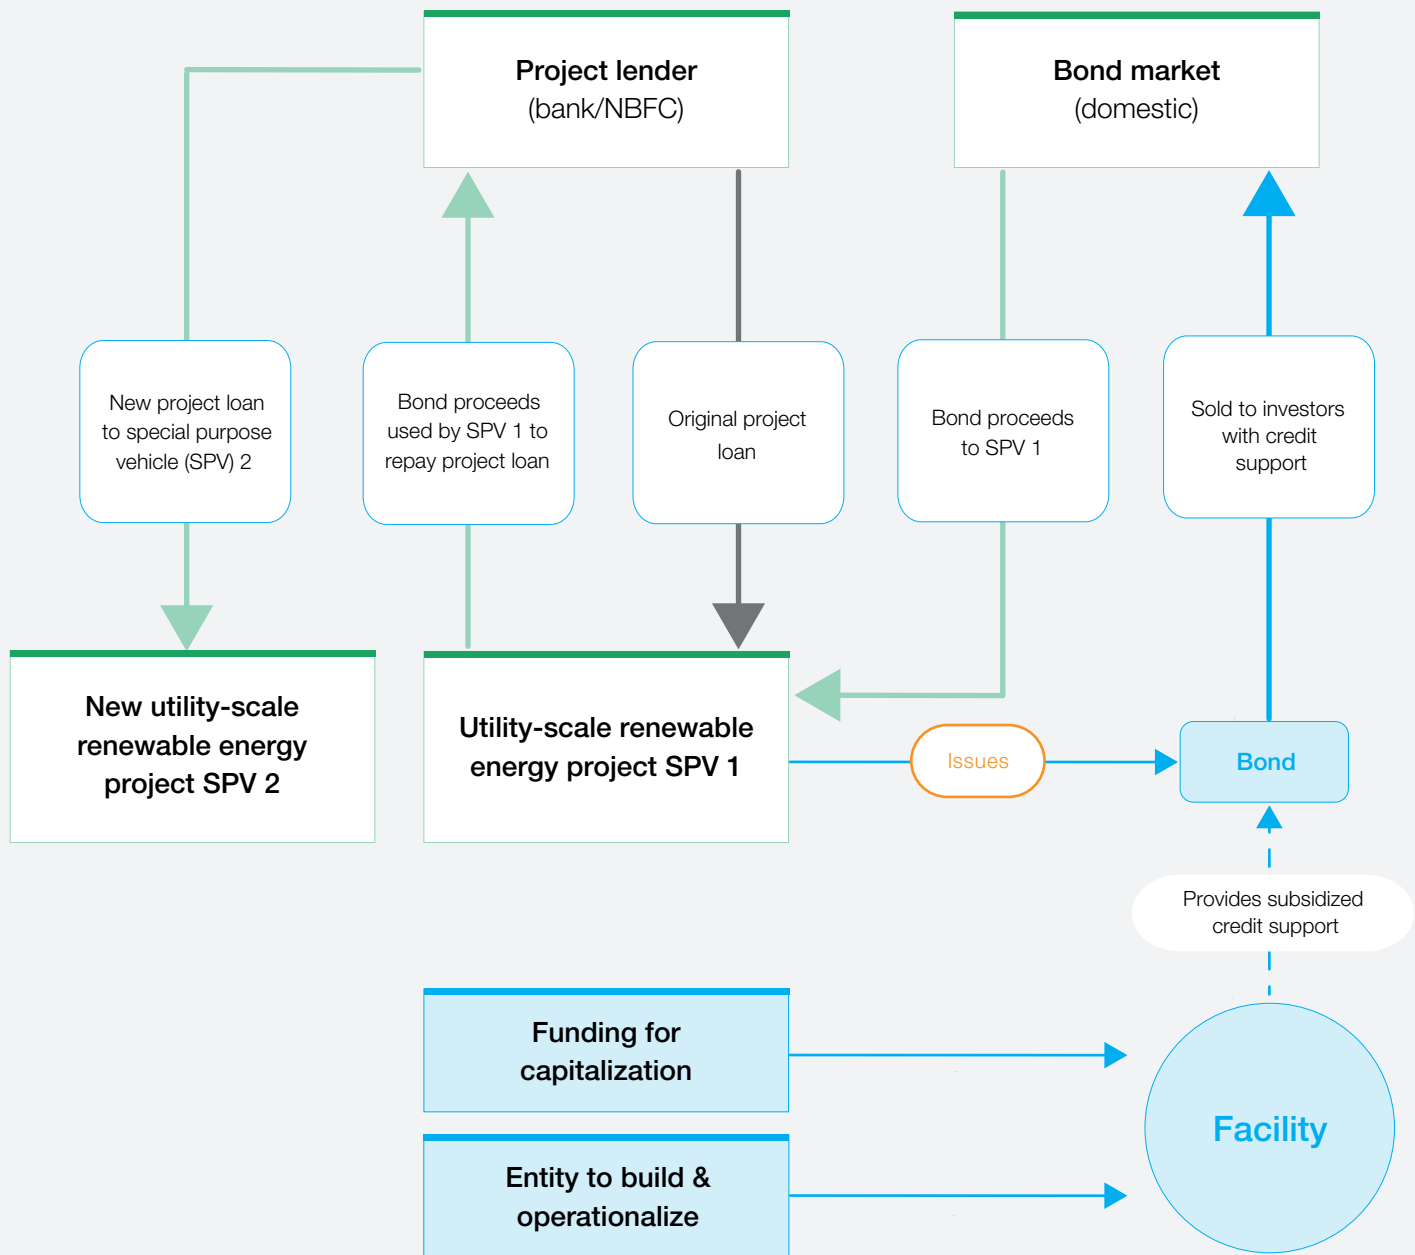 Project lender
(bank/NBFC)
Bond market
(domestic)
New project loan
to special purpose
vehicle (SPV) 2
Bond proceeds
used by SPV 1 to
repay project loan
Original project
loan
Bond proceeds
to SPV 1
Sold to investors
with credit
support
New utility-scale
renewable energy
project SPV 2
Utility-scale renewable
energy project SPV 1
Issues
Bond
Provides subsidized
credit support
Funding for
capitalization
Facility
Entity to build &
operationalize